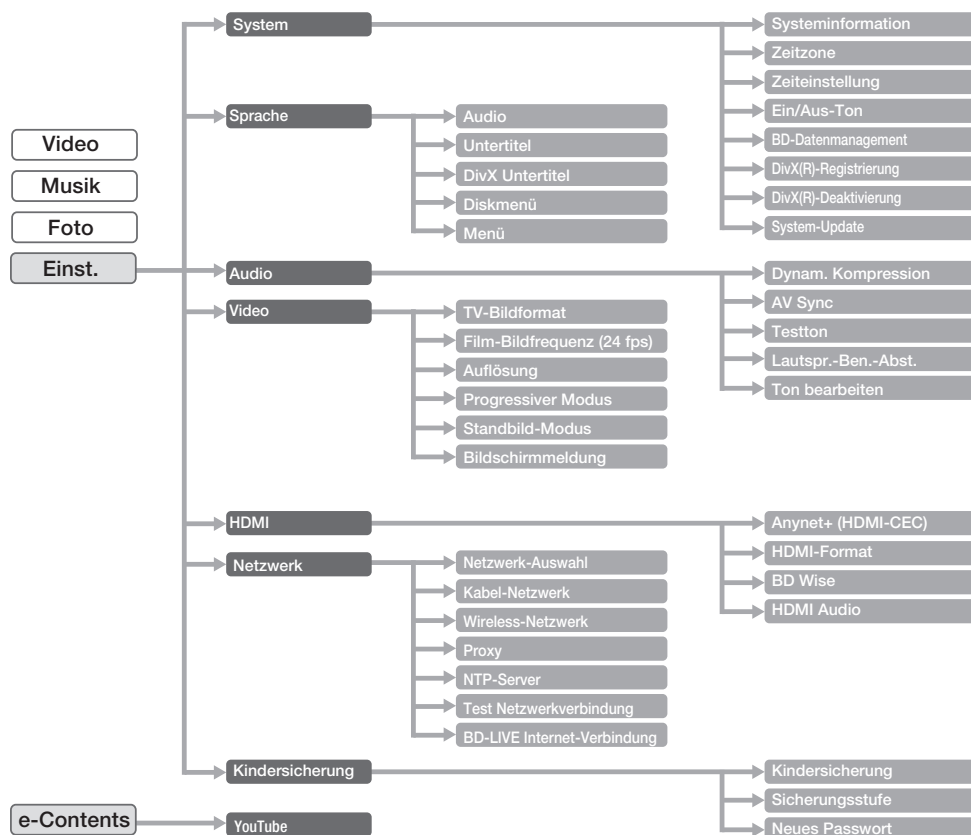 Video
Musik
Foto
Einst.
e-Contents
System
Systeminformation
Zeitzone
Zeiteinstellung
Ein/Aus-Ton
BD-Datenmanagement
DivX(R)-Registrierung
DivX(R)-Deaktivierung
System-Update
Sprache
Audio
Untertitel
DivX Untertitel
Diskmenü
Menü
Audio
Dynam. Kompression
AV Sync
Testton
Lautspr.-Ben.-Abst.
Ton bearbeiten
Video
TV-Bildformat
Film-Bildfrequenz (24 fps)
Auflösung
Progressiver Modus
Standbild-Modus
Bildschirmmeldung
HDMI
Anynet+ (HDMI-CEC)
HDMI-Format
BD Wise
HDMI Audio
Netzwerk
Netzwerk-Auswahl
Kabel-Netzwerk
Wireless-Netzwerk
Proxy
NTP-Server
Test Netzwerkverbindung
BD-LIVE Internet-Verbindung
Kindersicherung
Kindersicherung
Sicherungsstufe
Neues Passwort
YouTube